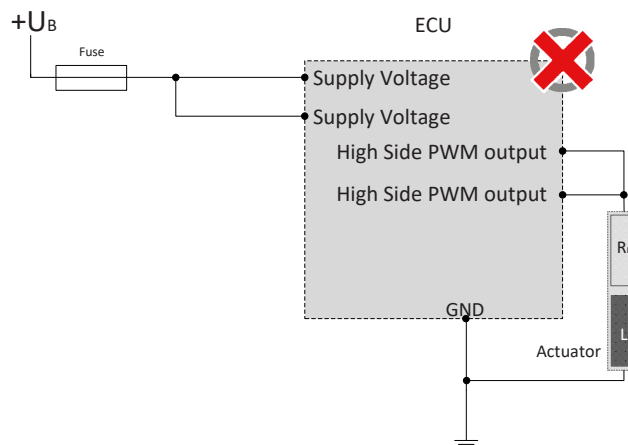 +UB
ECU
Fuse
Supply Voltage
Supply Voltage
High Side PWM output
High Side PWM output
GND
Actuator
L